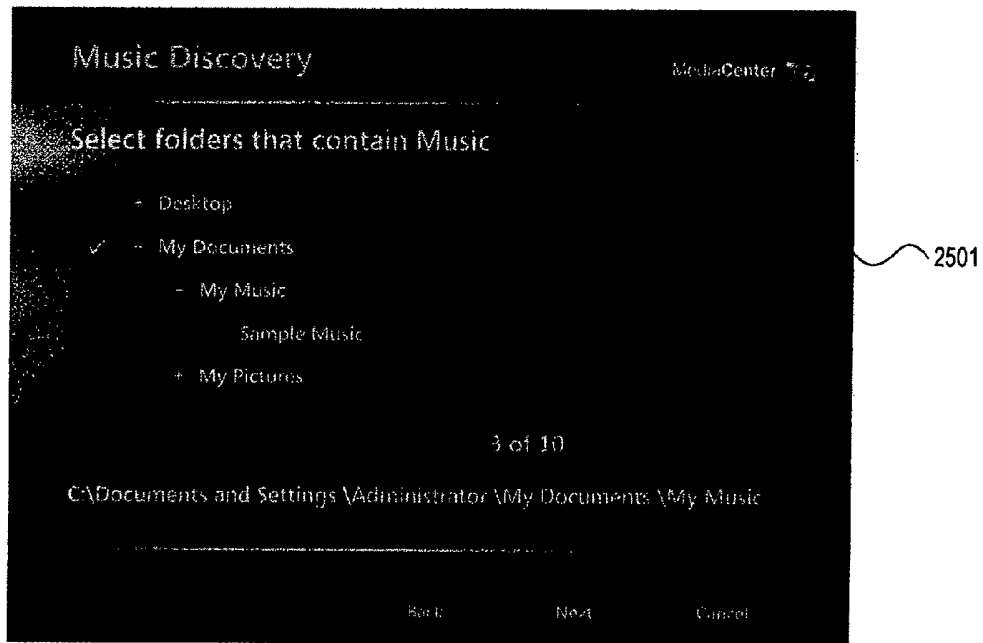 Music Discovery
MediaCenter
Select folders that contain Music
+ Desktop
✓ - My Documents
- My Music
Sample Music
+ My Pictures
3 of 10
C:\Documents and Settings \Administrator \My Documents \My Music
Back Next Cancel
2501